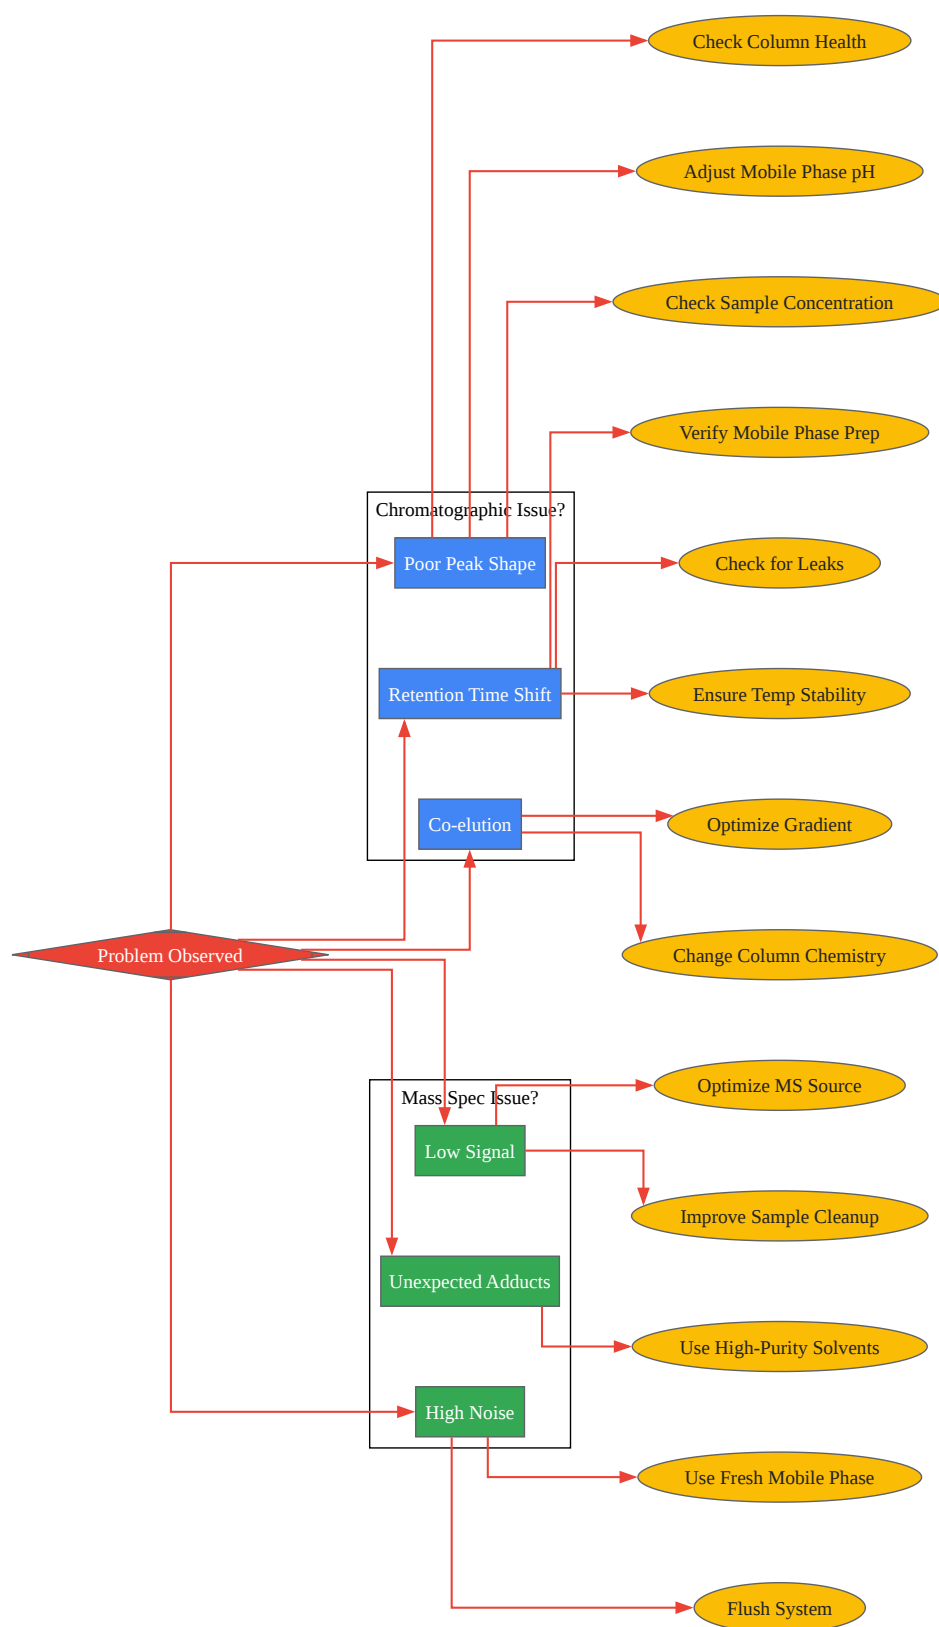 Check Column Health
Adjust Mobile Phase pH
Check Sample Concentration
Verify Mobile Phase Prep
Chromatographic Issue?
Poor Peak Shape
Check for Leaks
Retention Time Shift
Ensure Temp Stability
Co-elution
Optimize Gradient
Problem Observed
Change Column Chemistry
Mass Spec Issue?
Optimize MS Source
Low Signal
Improve Sample Cleanup
Unexpected Adducts
Use High-Purity Solvents
High Noise
Use Fresh Mobile Phase
Flush System